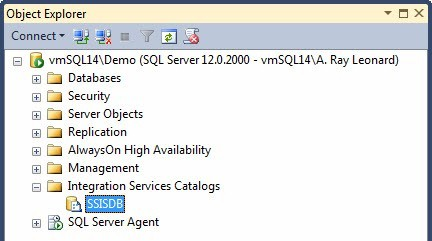 Object Explorer
Connect
vmSQL14\Demo (SQL Server 12.0.2000 - vmSQL14\A. Ray Leonard)
Databases
Security
Server Objects
Replication
AlwaysOn High Availability
Management
Integration Services Catalogs
SSISDB
SQL Server Agent